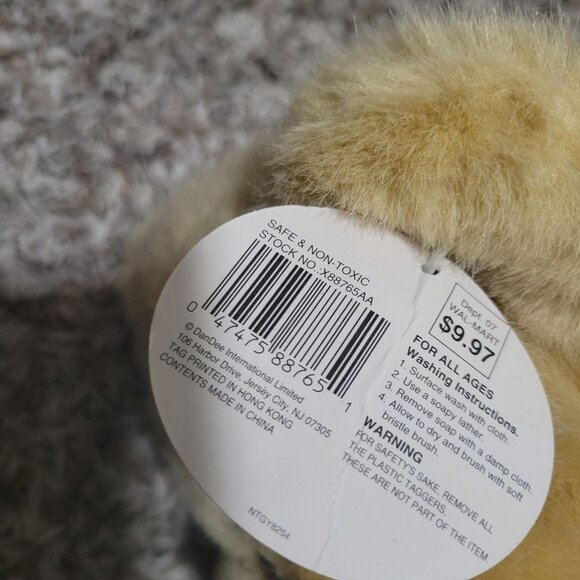 SAFE & NON-TOXIC
STOCK NO.:X88765AA
0 47475 88765 1
© DanDee International Limited
106 Harbor Drive, Jersey City, NJ 07305
TAG PRINTED IN HONG KONG
CONTENTS MADE IN CHINA
NTGY8254
Dept. 07
WAL-MART
$9.97
FOR ALL AGES
Washing Instructions.
1. Surface wash with cloth.
2. Use a soapy lather.
3. Remove soap with a damp cloth.
4. Allow to dry and brush with soft
bristle brush.
WARNING
FOR SAFETY'S SAKE, REMOVE ALL
THE PLASTIC TAGGERS.
THESE ARE NOT PART OF THE ITEM.